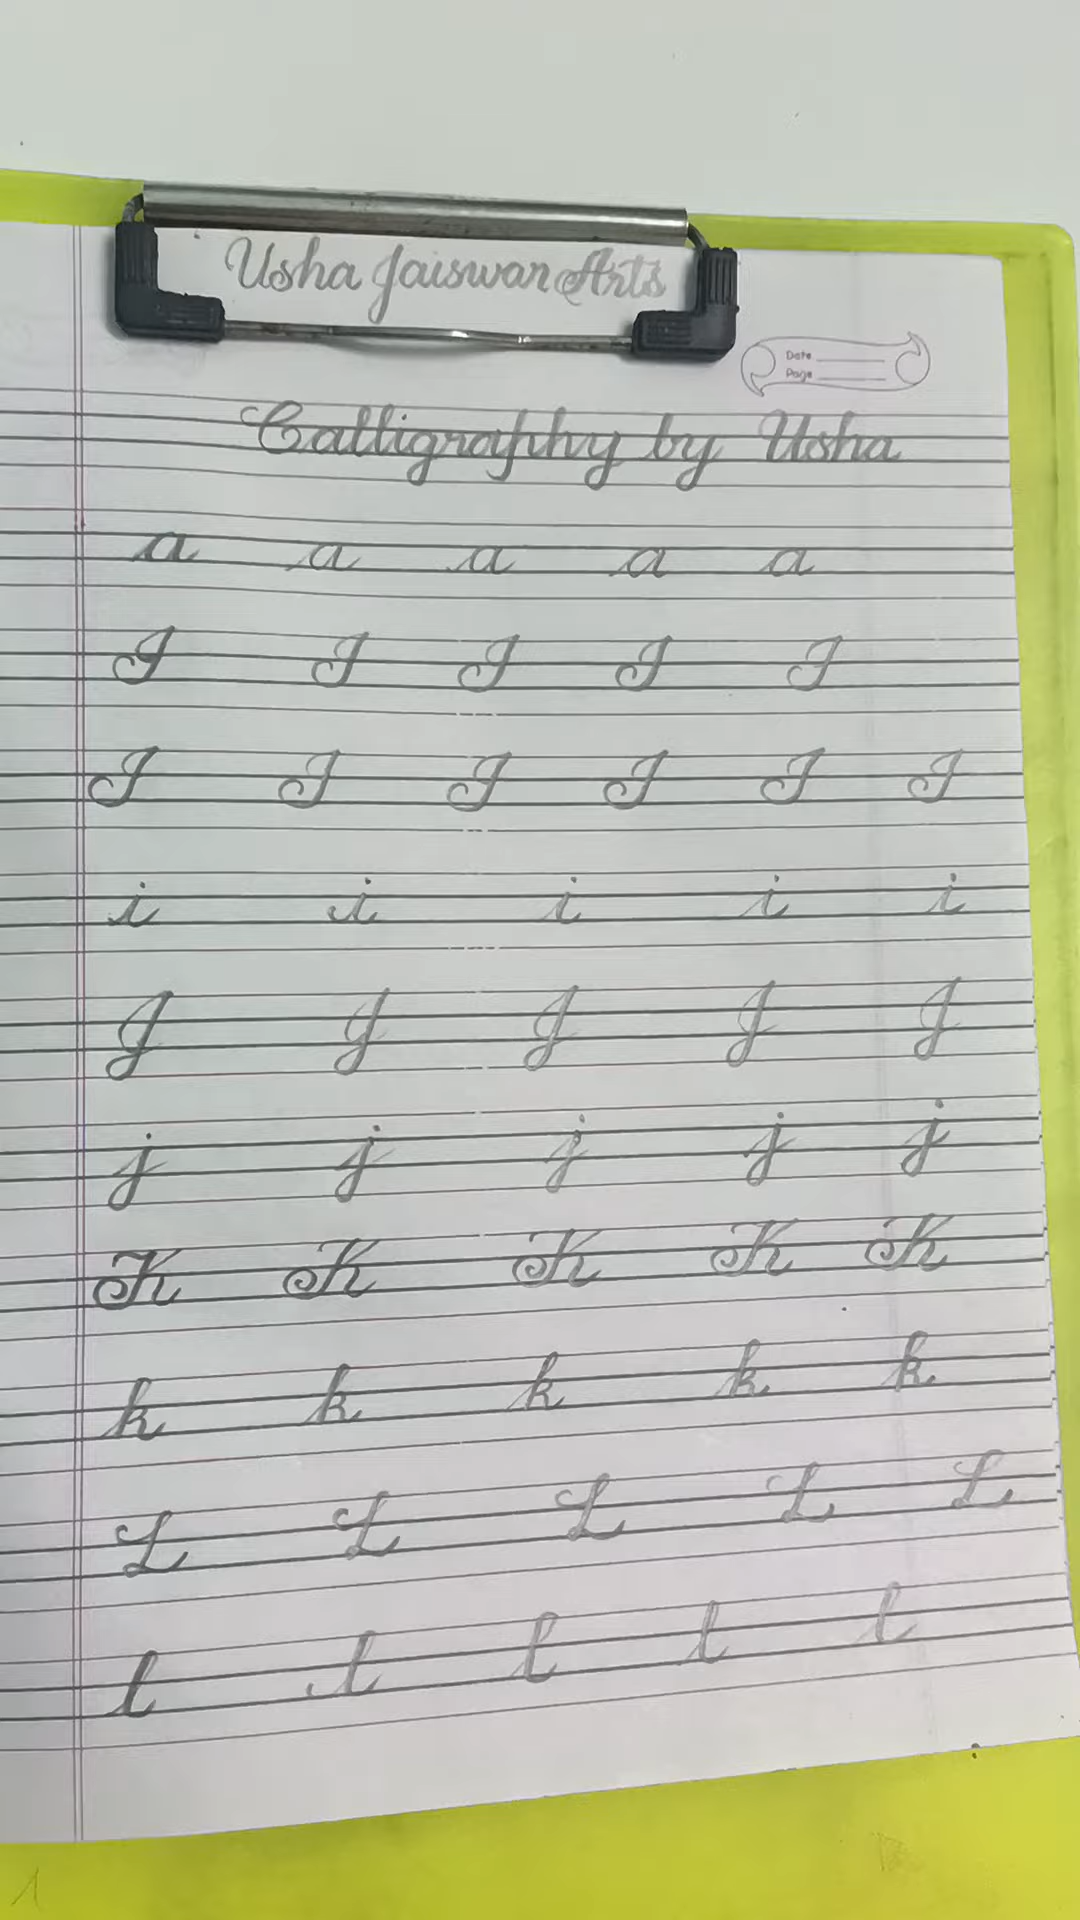 Usha Jaiswan Arts
Date
Page
Calligraphy by Usha
a a a a a
I I I I I
I I I I I I
i i i i i
J J J J J
j j j j j
K K K K K
k k k k k
L L L L L
l l l l l